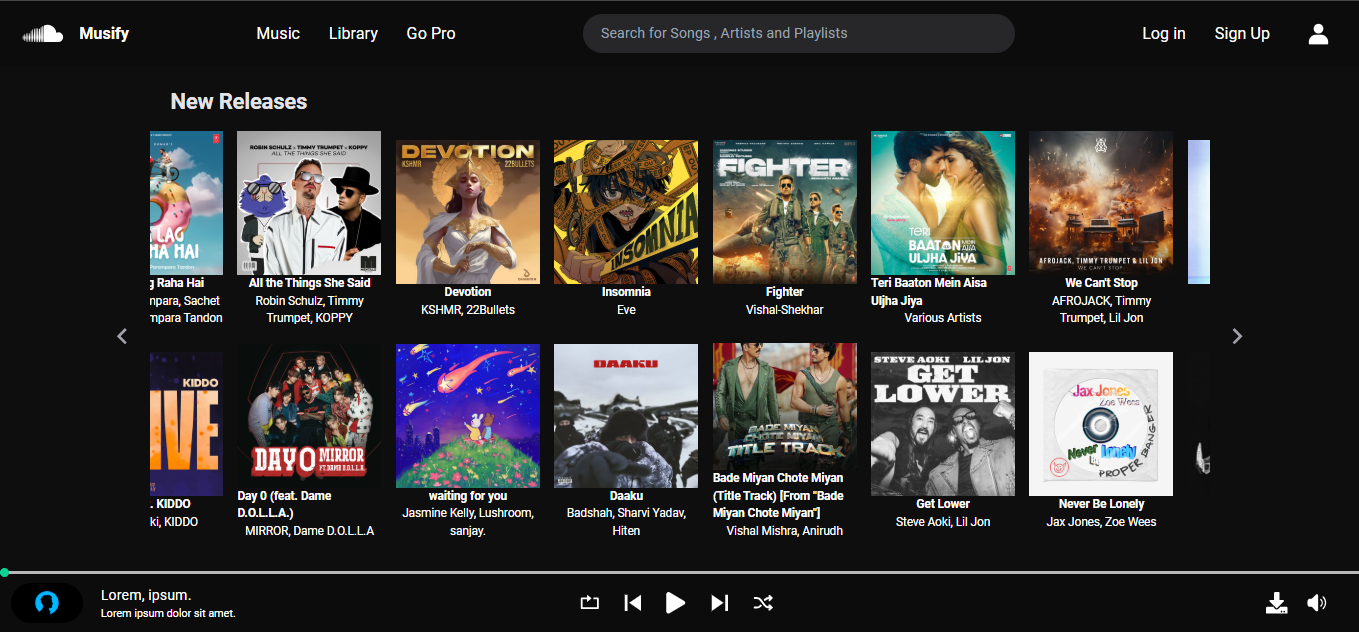 Musify
Music
Library
Go Pro
Search for Songs , Artists and Playlists
Log in
Sign Up
New Releases
LAG
HA HAI
Parampara Tandon
g Raha Hai
mpara, Sachet
mpara Tandon
ROBIN SCHULZ x TIMMY TRUMPET x KOPPY
ALL THE THINGS SHE SAID
All the Things She Said
Robin Schulz, Timmy
Trumpet, KOPPY
DEVOTION
KSHMR
22BULLETS
Devotion
KSHMR, 22Bullets
INSOMNIA
Insomnia
Eve
FIGHTER
Fighter
Vishal-Shekhar
TERI
BAATON MEIN AISA
ULJHA JIYA
Teri Baaton Mein Aisa
Uljha Jiya
Various Artists
AFROJACK, TIMMY TRUMPET & LIL JON
WE CAN'T STOP
We Can't Stop
AFROJACK, Timmy
Trumpet, Lil Jon
KIDDO
IVE
. KIDDO
ki, KIDDO
DAY 0 MIRROR
FT. DAME D.O.L.L.A.
Day 0 (feat. Dame
D.O.L.L.A.)
MIRROR, Dame D.O.L.L.A
waiting for you
Jasmine Kelly, Lushroom,
sanjay.
DAAKU
Daaku
Badshah, Sharvi Yadav,
Hiten
BADE MIYAN
CHOTE MIYAN
TITLE TRACK
Bade Miyan Chote Miyan
(Title Track) [From "Bade
Miyan Chote Miyan"]
Vishal Mishra, Anirudh
STEVE AOKI LIL JON
GET
LOWER
Get Lower
Steve Aoki, Lil Jon
Jax Jones
Zoe Wees
Never
Be Lonely
PROPER BANGER
Never Be Lonely
Jax Jones, Zoe Wees
Lorem, ipsum.
Lorem ipsum dolor sit amet.